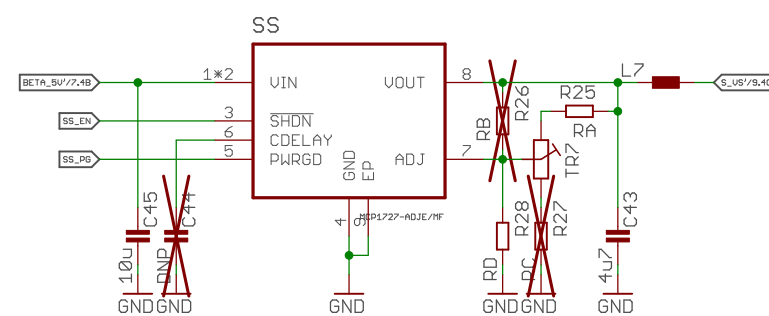 SS
BETA_5V'/7.4B
1*2
VIN
VOUT
8
L7
S_VS'/9.4C
SS_EN
3
SHDN
6
CDELAY
SS_PG
5
PWRGD
GND
EP
ADJ
7
RB
R26
R25
RA
TR7
4
9
MCP1727-ADJE/MF
C45
10u
C44
DNP
R28
RD
R27
RC
C43
4u7
GND
GND
GND
GND
GND
GND